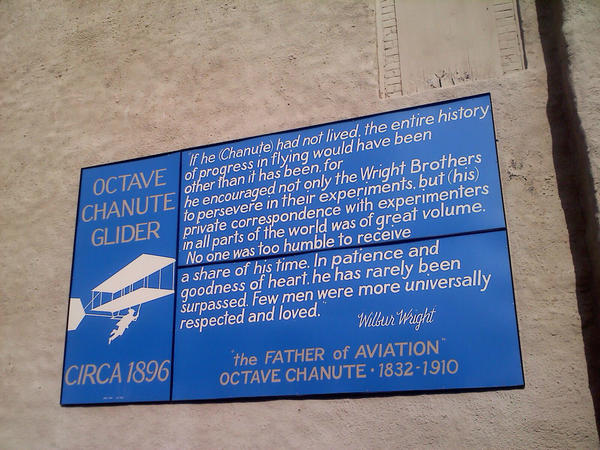 OCTAVE
CHANUTE
GLIDER
CIRCA 1896
If he (Chanute) had not lived, the entire history
of progress in flying would have been
other than it has been, for
he encouraged not only the Wright Brothers
to persevere in their experiments, but (his)
private correspondence with experimenters
in all parts of the world was of great volume.
No one was too humble to receive
a share of his time. In patience and
goodness of heart, he has rarely been
surpassed. Few men were more universally
respected and loved."
Wilbur Wright
"the FATHER of AVIATION"
OCTAVE CHANUTE • 1832-1910